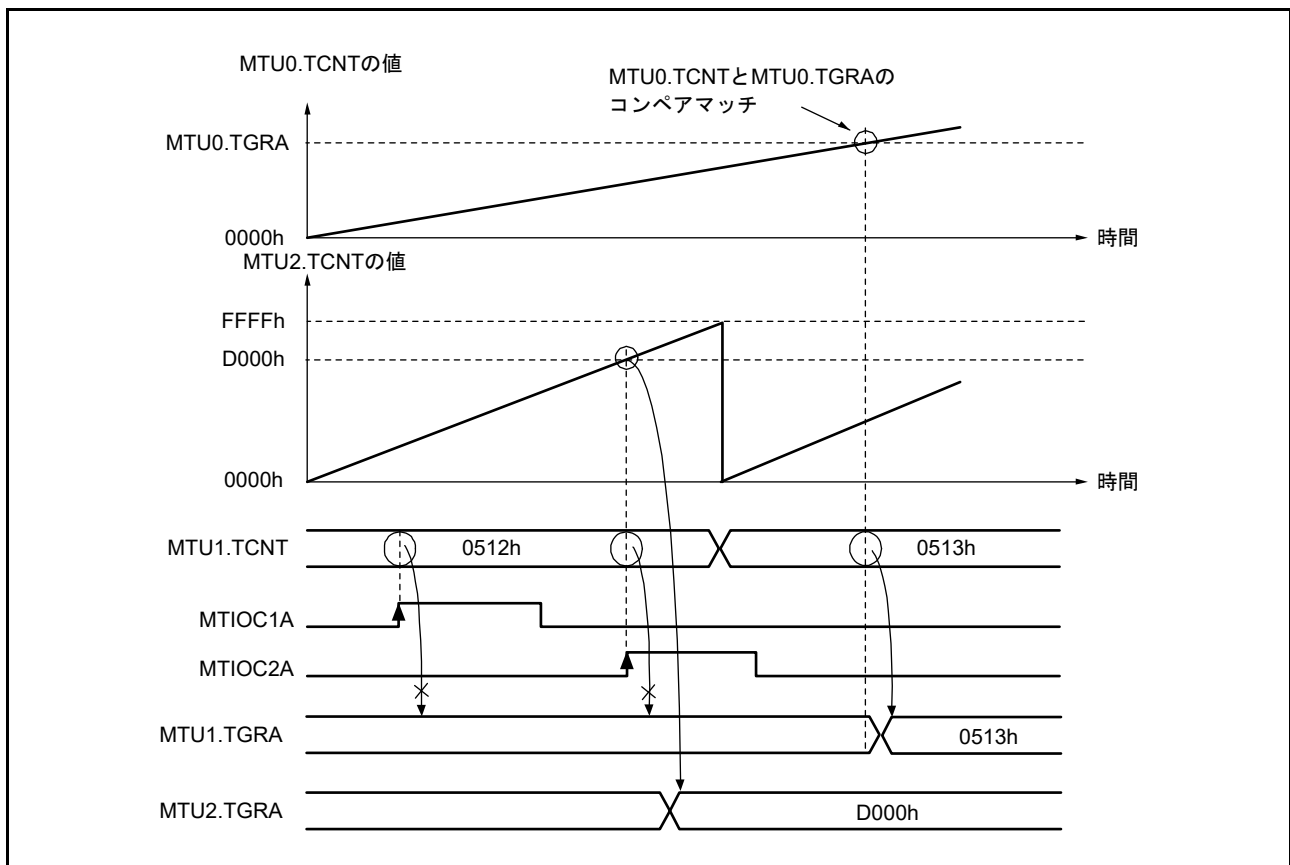 MTU0.TCNTの値
MTU0.TCNTとMTU0.TGRAの
コンペアマッチ
MTU0.TGRA
0000h
時間
MTU2.TCNTの値
FFFFh
D000h
0000h
時間
MTU1.TCNT
0512h
0513h
MTIOC1A
MTIOC2A
MTU1.TGRA
0513h
MTU2.TGRA
D000h